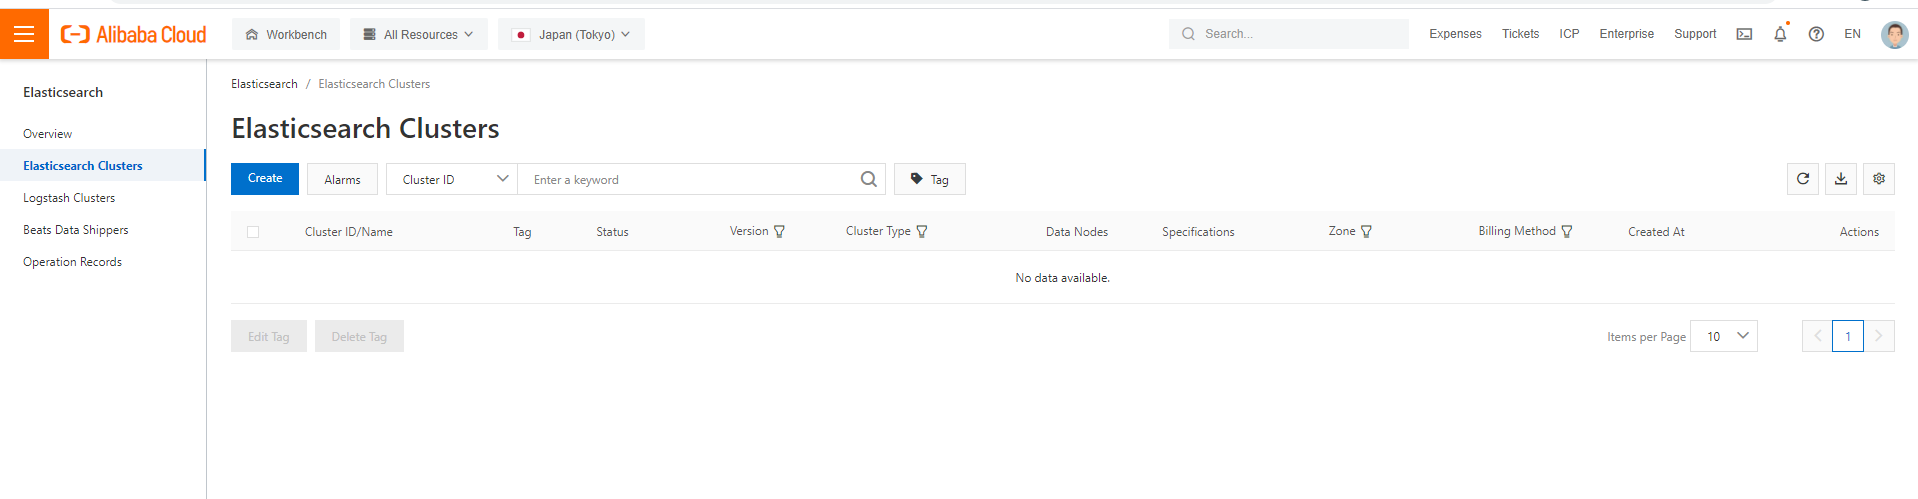 Alibaba Cloud Workbench All Resources Japan (Tokyo) Search... Expenses Tickets ICP Enterprise Support EN
Elasticsearch
Overview
Elasticsearch Clusters
Logstash Clusters
Beats Data Shippers
Operation Records
Elasticsearch / Elasticsearch Clusters
Elasticsearch Clusters
Create Alarms Cluster ID Enter a keyword Tag
Cluster ID/Name Tag Status Version Cluster Type Data Nodes Specifications Zone Billing Method Created At Actions
No data available.
Edit Tag Delete Tag Items per Page 10 1